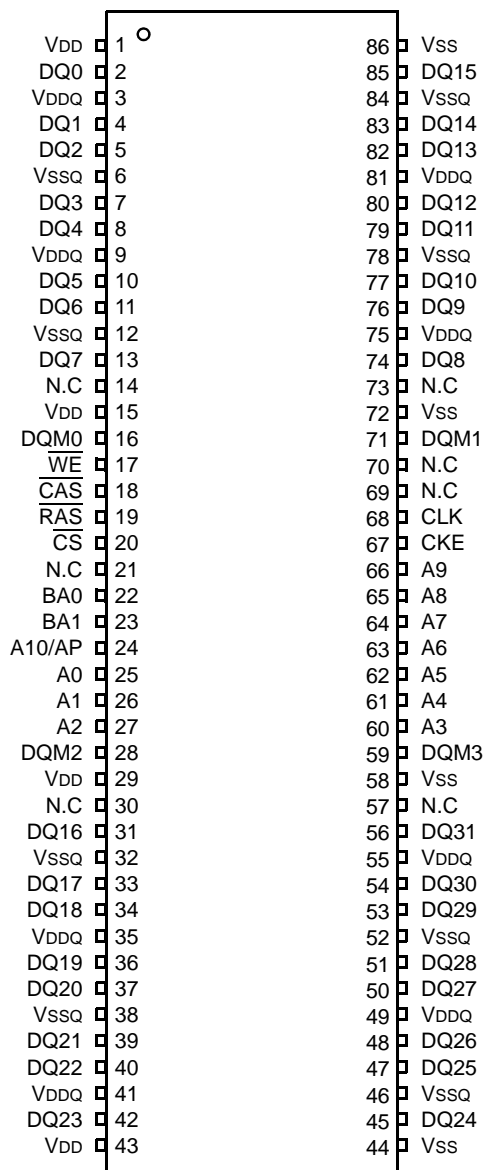 VDD 1 86 VSS
DQ0 2 85 DQ15
VDDQ 3 84 VSSQ
DQ1 4 83 DQ14
DQ2 5 82 DQ13
VSSQ 6 81 VDDQ
DQ3 7 80 DQ12
DQ4 8 79 DQ11
VDDQ 9 78 VSSQ
DQ5 10 77 DQ10
DQ6 11 76 DQ9
VSSQ 12 75 VDDQ
DQ7 13 74 DQ8
N.C 14 73 N.C
VDD 15 72 VSS
DQM0 16 71 DQM1
WE 17 70 N.C
CAS 18 69 N.C
RAS 19 68 CLK
CS 20 67 CKE
N.C 21 66 A9
BA0 22 65 A8
BA1 23 64 A7
A10/AP 24 63 A6
A0 25 62 A5
A1 26 61 A4
A2 27 60 A3
DQM2 28 59 DQM3
VDD 29 58 VSS
N.C 30 57 N.C
DQ16 31 56 DQ31
VSSQ 32 55 VDDQ
DQ17 33 54 DQ30
DQ18 34 53 DQ29
VDDQ 35 52 VSSQ
DQ19 36 51 DQ28
DQ20 37 50 DQ27
VSSQ 38 49 VDDQ
DQ21 39 48 DQ26
DQ22 40 47 DQ25
VDDQ 41 46 VSSQ
DQ23 42 45 DQ24
VDD 43 44 VSS